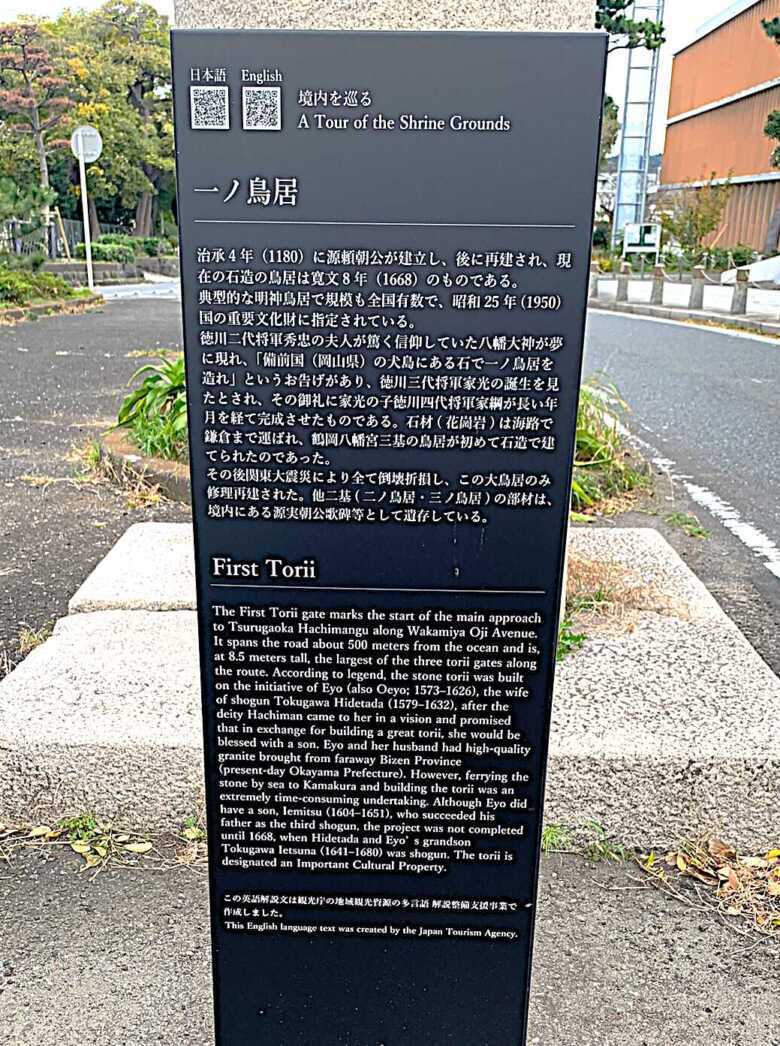 日本語 English
境内を巡る
A Tour of the Shrine Grounds
一ノ鳥居
治承4年（1180）に源頼朝公が建立し、後に再建され、現
在の石造の鳥居は寛文8年（1668）のものである。
典型的な明神鳥居で規模も全国有数で、昭和25年(1950)
国の重要文化財に指定されている。
徳川二代将軍秀忠の夫人が篤く信仰していた八幡大神が夢
に現れ、「備前国（岡山県）の犬島にある石で一ノ鳥居を
造れ」というお告げがあり、徳川三代将軍家光の誕生を見
たとされ、その御礼に家光の子徳川四代将軍家綱が長い年
月を経て完成させたものである。石材(花崗岩)は海路で
鎌倉まで運ばれ、鶴岡八幡宮三基の鳥居が初めて石造で建
てられたのであった。
その後関東大震災により全て倒壊折損し、この大鳥居のみ
修理再建された。他二基(二ノ鳥居・三ノ鳥居)の部材は、
境内にある源実朝公歌碑等として遺存している。
First Torii
The First Torii gate marks the start of the main approach
to Tsurugaoka Hachimangu along Wakamiya Oji Avenue.
It spans the road about 500 meters from the ocean and is,
at 8.5 meters tall, the largest of the three torii gates along
the route. According to legend, the stone torii was built
on the initiative of Eyo (also Oeyo; 1573–1626), the wife
of shogun Tokugawa Hidetada (1579–1632), after the
deity Hachiman came to her in a vision and promised
that in exchange for building a great torii, she would be
blessed with a son. Eyo and her husband had high-quality
granite brought from faraway Bizen Province
(present-day Okayama Prefecture). However, ferrying the
stone by sea to Kamakura and building the torii was an
extremely time-consuming undertaking. Although Eyo did
have a son, Iemitsu (1604–1651), who succeeded his
father as the third shogun, the project was not completed
until 1668, when Hidetada and Eyo's grandson
Tokugawa Ietsuna (1641–1680) was shogun. The torii is
designated an Important Cultural Property.
この英語解説文は観光庁の地域観光資源の多言語 解説整備支援事業で
作成しました。
This English language text was created by the Japan Tourism Agency.